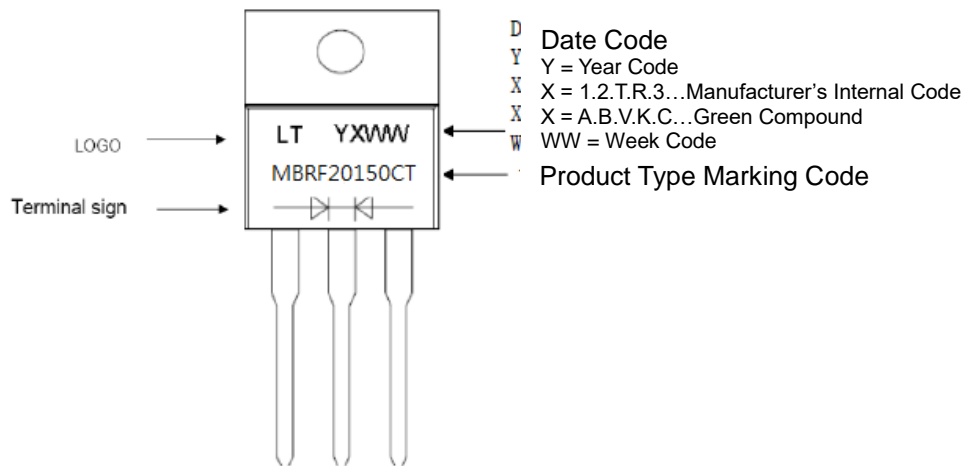 D
Y
X
X
W
Date Code
Y = Year Code
X = 1.2.T.R.3…Manufacturer's Internal Code
X = A.B.V.K.C…Green Compound
WW = Week Code
LOGO
LT YXWW
MBRF20150CT
Product Type Marking Code
Terminal sign